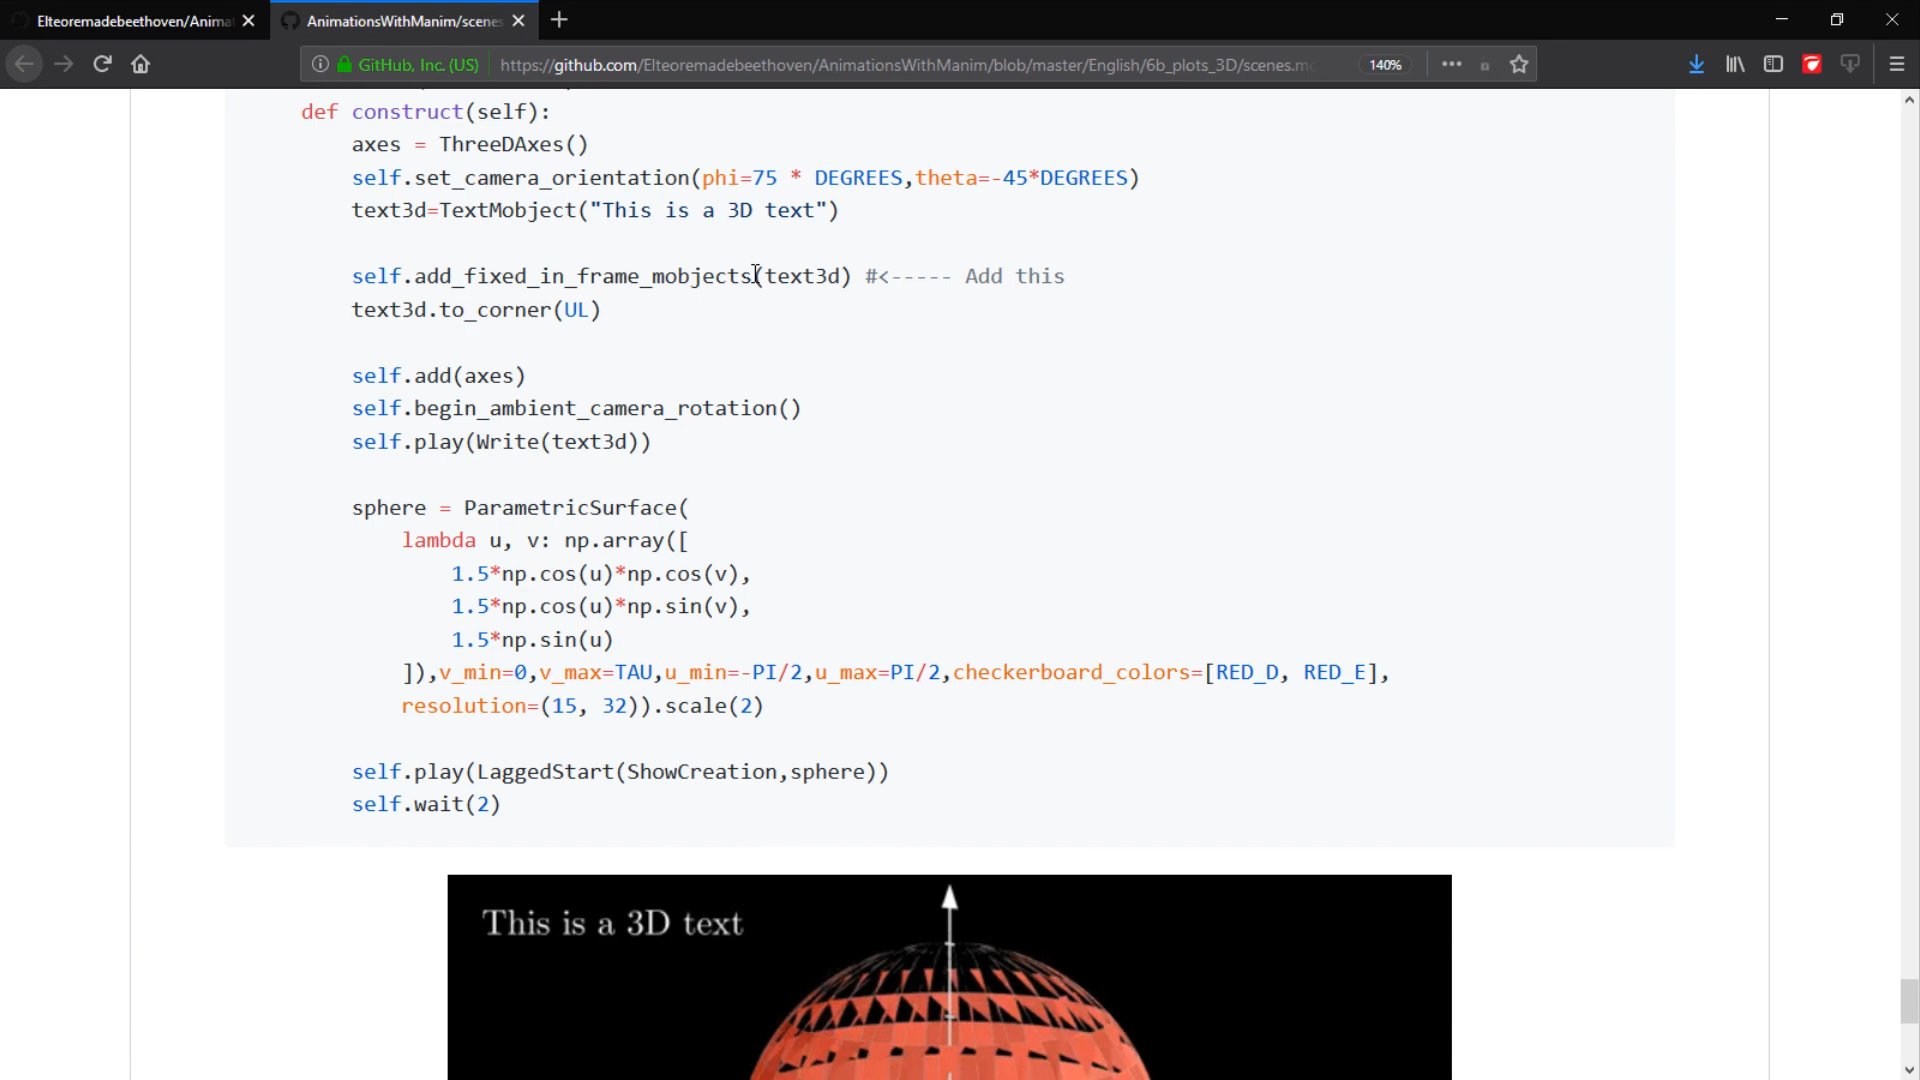 Elteoremadebeethoven/Anima
AnimationsWithManim/scenes
GitHub, Inc. (US)
https://github.com/Elteoremadebeethoven/AnimationsWithManim/blob/master/English/6b_plots_3D/scenes.m
140%
def construct(self):
axes = ThreeDAxes()
self.set_camera_orientation(phi=75 * DEGREES,theta=-45*DEGREES)
text3d=TextMobject("This is a 3D text")
self.add_fixed_in_frame_mobjects(text3d) #<----- Add this
text3d.to_corner(UL)
self.add(axes)
self.begin_ambient_camera_rotation()
self.play(Write(text3d))
sphere = ParametricSurface(
lambda u, v: np.array([
1.5*np.cos(u)*np.cos(v),
1.5*np.cos(u)*np.sin(v),
1.5*np.sin(u)
]),v_min=0,v_max=TAU,u_min=-PI/2,u_max=PI/2,checkerboard_colors=[RED_D, RED_E],
resolution=(15, 32)).scale(2)
self.play(LaggedStart(ShowCreation,sphere))
self.wait(2)
This is a 3D text